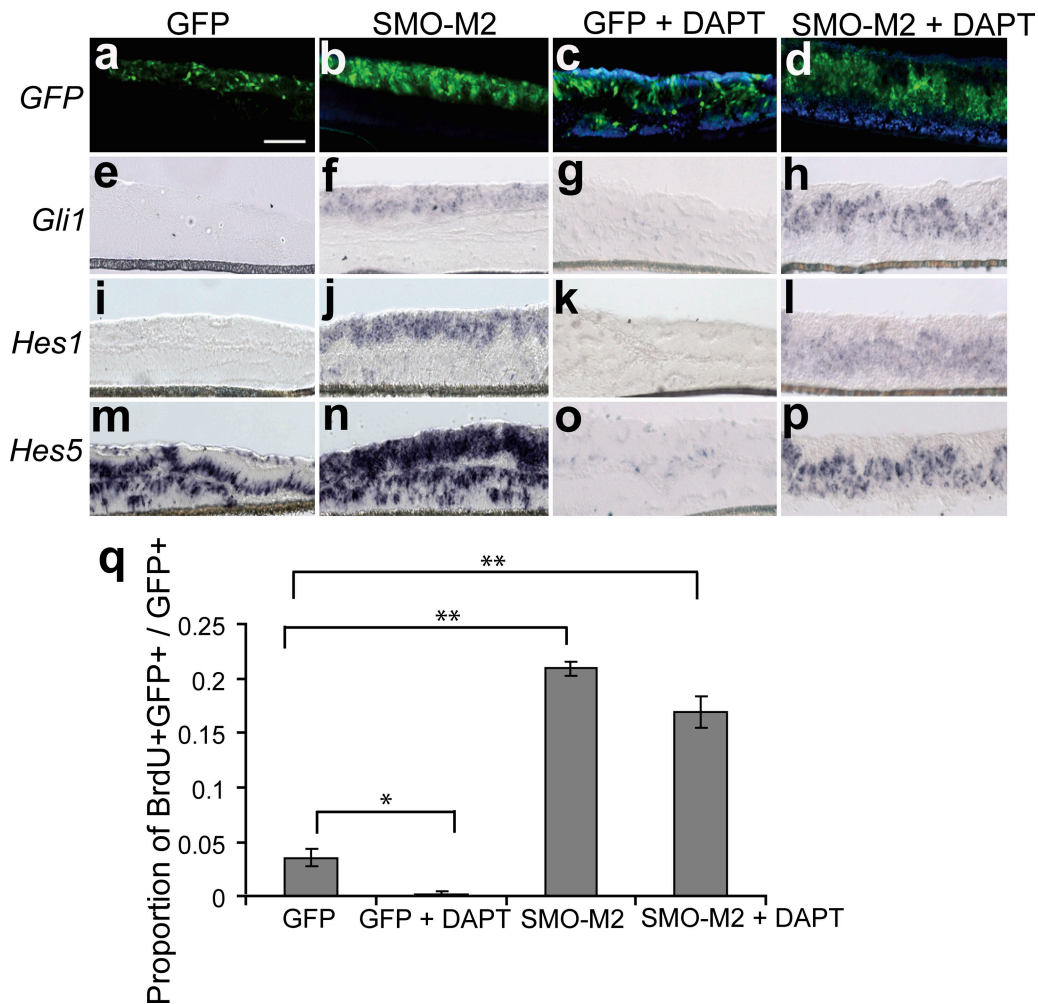 GFP SMO-M2 GFP + DAPT SMO-M2 + DAPT
GFP a b c d
Gli1 e f g h
Hes1 i j k l
Hes5 m n o p
q
Proportion of BrdU+GFP+ / GFP+
**
**
*
0.25
0.2
0.15
0.1
0.05
0
GFP GFP + DAPT SMO-M2 SMO-M2 + DAPT